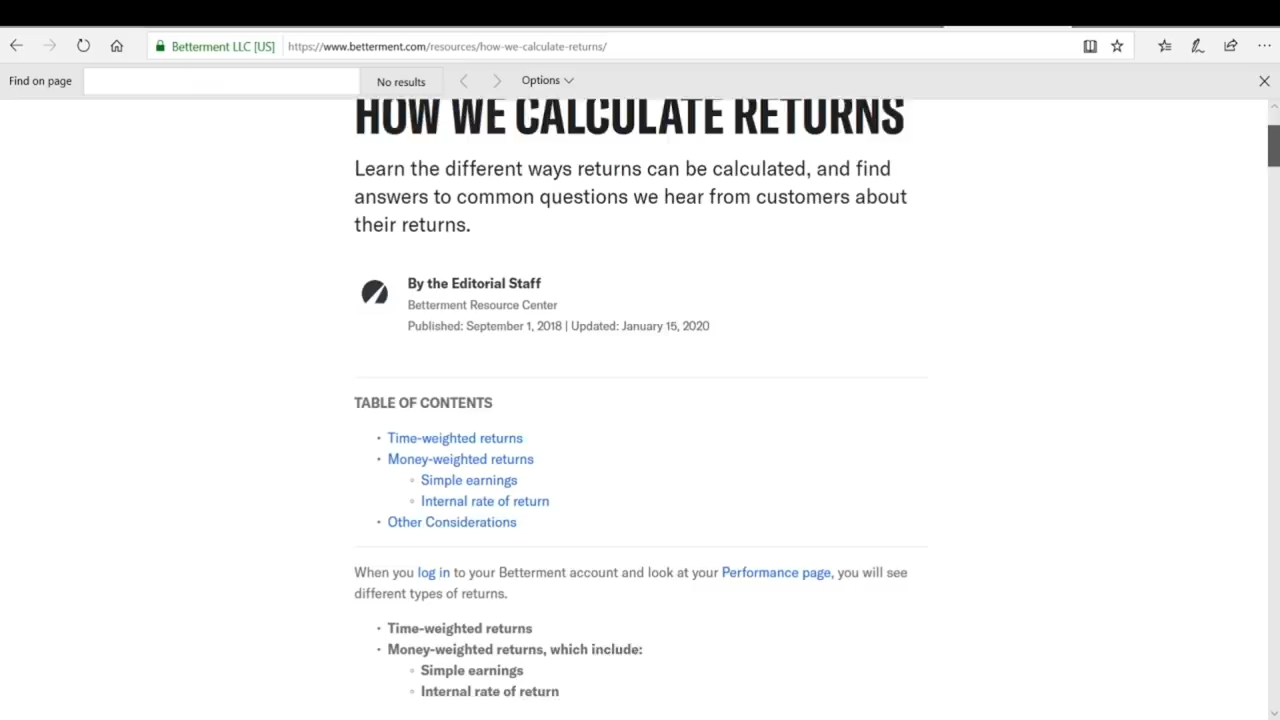 Betterment LLC [US] https://www.betterment.com/resources/how-we-calculate-returns/
Find on page No results Options
HOW WE CALCULATE RETURNS
Learn the different ways returns can be calculated, and find
answers to common questions we hear from customers about
their returns.
By the Editorial Staff
Betterment Resource Center
Published: September 1, 2018 | Updated: January 15, 2020
TABLE OF CONTENTS
• Time-weighted returns
• Money-weighted returns
◦ Simple earnings
◦ Internal rate of return
• Other Considerations
When you log in to your Betterment account and look at your Performance page, you will see
different types of returns.
• Time-weighted returns
• Money-weighted returns, which include:
◦ Simple earnings
◦ Internal rate of return